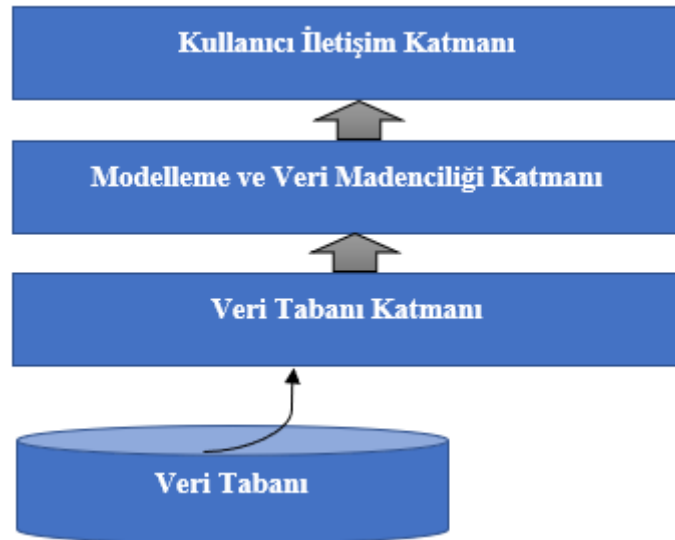 Kullanıcı İletişim Katmanı
Modelleme ve Veri Madenciliği Katmanı
Veri Tabanı Katmanı
Veri Tabanı